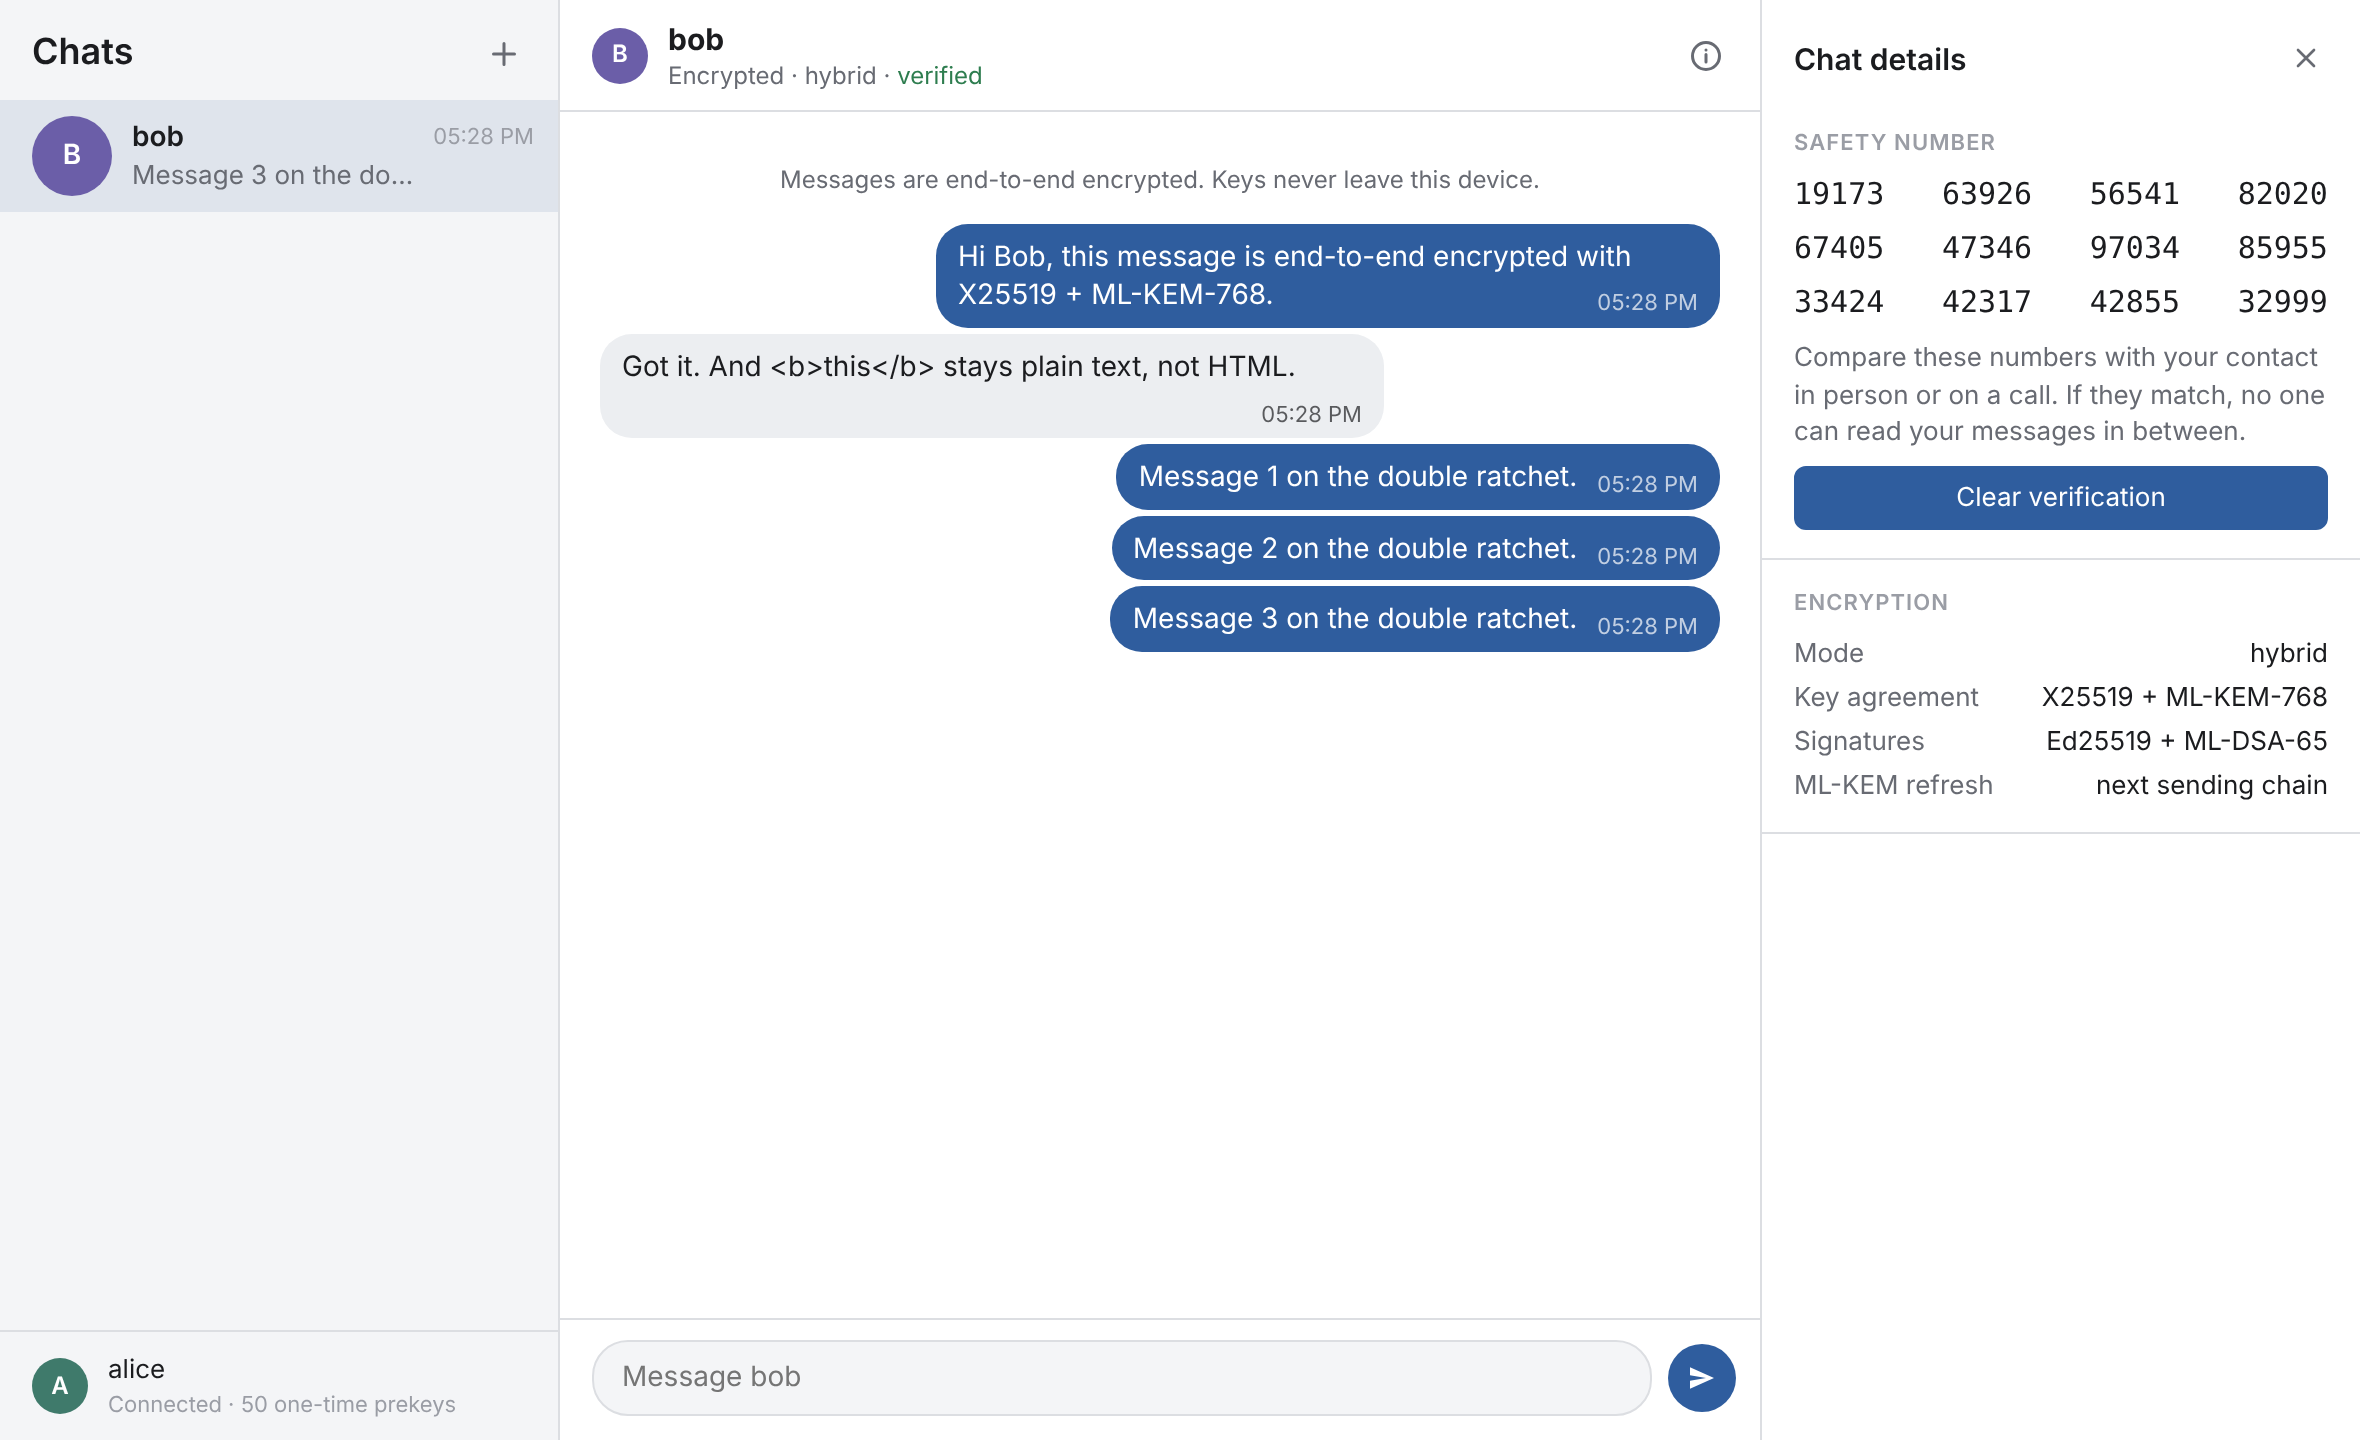 Chats
B
bob
05:28 PM
Message 3 on the do...
A
alice
Connected · 50 one-time prekeys
B
bob
Encrypted · hybrid · verified
Messages are end-to-end encrypted. Keys never leave this device.
Hi Bob, this message is end-to-end encrypted with
X25519 + ML-KEM-768.
05:28 PM
Got it. And <b>this</b> stays plain text, not HTML.
05:28 PM
Message 1 on the double ratchet. 05:28 PM
Message 2 on the double ratchet. 05:28 PM
Message 3 on the double ratchet. 05:28 PM
Message bob
Chat details
SAFETY NUMBER
19173 63926 56541 82020
67405 47346 97034 85955
33424 42317 42855 32999
Compare these numbers with your contact
in person or on a call. If they match, no one
can read your messages in between.
Clear verification
ENCRYPTION
Mode hybrid
Key agreement X25519 + ML-KEM-768
Signatures Ed25519 + ML-DSA-65
ML-KEM refresh next sending chain